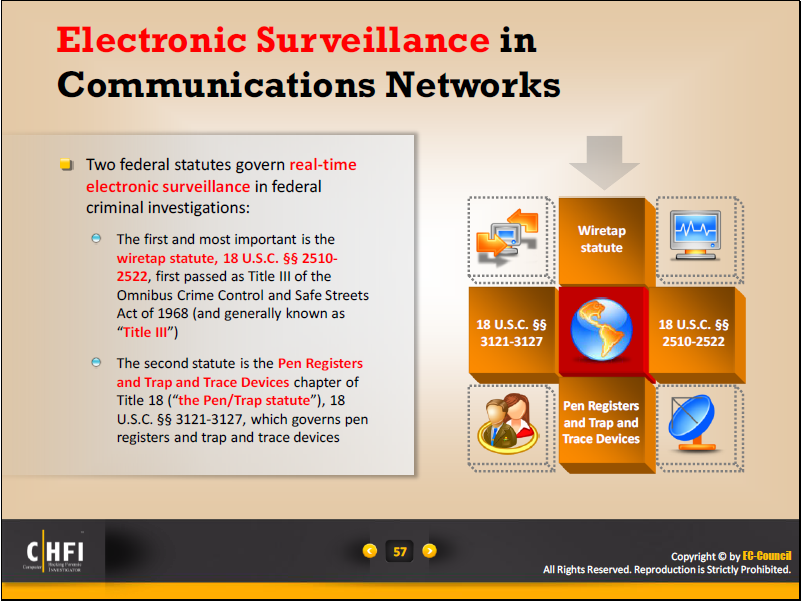 Electronic Surveillance in
Communications Networks
Two federal statutes govern real-time
electronic surveillance in federal
criminal investigations:
The first and most important is the
wiretap statute, 18 U.S.C. §§ 2510-
2522, first passed as Title III of the
Omnibus Crime Control and Safe Streets
Act of 1968 (and generally known as
“Title III”)
The second statute is the Pen Registers
and Trap and Trace Devices chapter of
Title 18 (“the Pen/Trap statute”), 18
U.S.C. §§ 3121-3127, which governs pen
registers and trap and trace devices
Wiretap
statute
18 U.S.C. §§
3121-3127
18 U.S.C. §§
2510-2522
Pen Registers
and Trap and
Trace Devices
CHFI
Computer Hacking Forensic
INVESTIGATOR
57
Copyright © by EC-Council
All Rights Reserved. Reproduction is Strictly Prohibited.